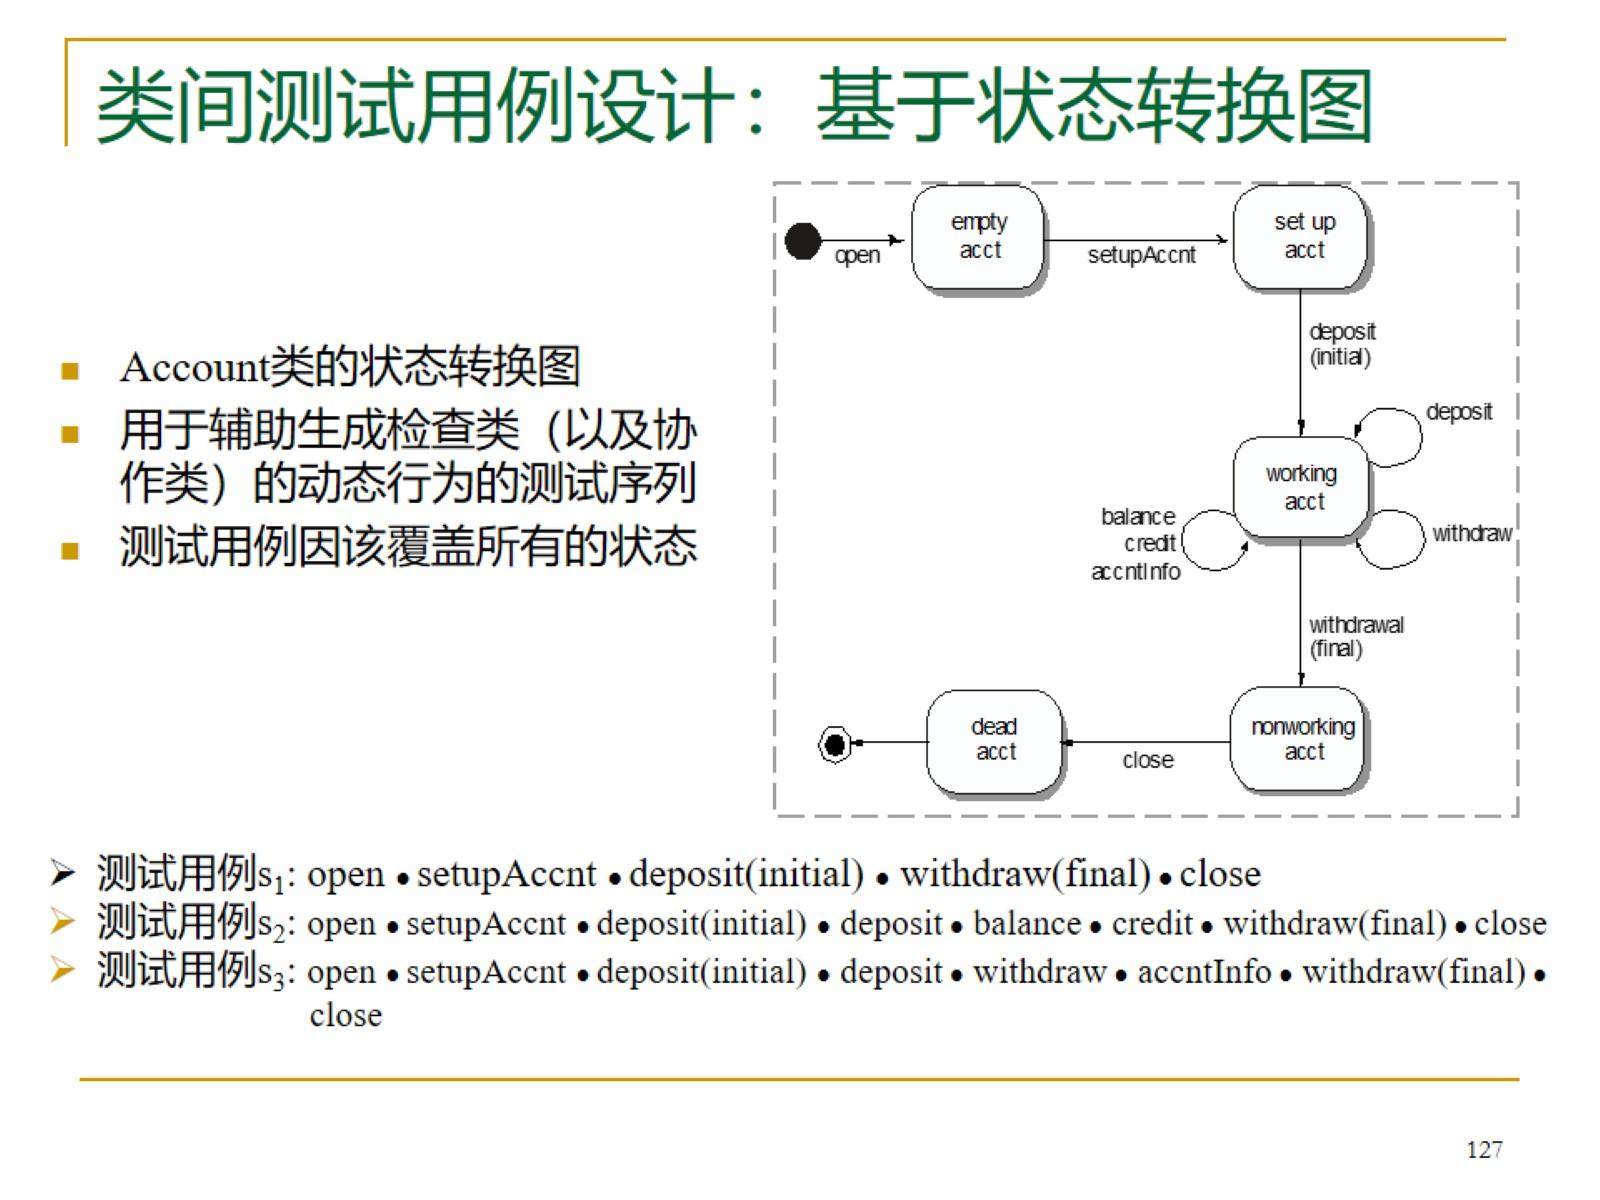 类间测试用例设计：基于状态转换图
Account类的状态转换图
用于辅助生成检查类（以及协
作类）的动态行为的测试序列
测试用例因该覆盖所有的状态
open
empty
acct
setupAccnt
set up
acct
deposit
(initial)
deposit
working
acct
balance
credit
accntInfo
withdraw
withdrawal
(final)
nonworking
acct
close
dead
acct
测试用例s1: open • setupAccnt • deposit(initial) • withdraw(final) • close
测试用例s2: open • setupAccnt • deposit(initial) • deposit • balance • credit • withdraw(final) • close
测试用例s3: open • setupAccnt • deposit(initial) • deposit • withdraw • accntInfo • withdraw(final) •
close
127